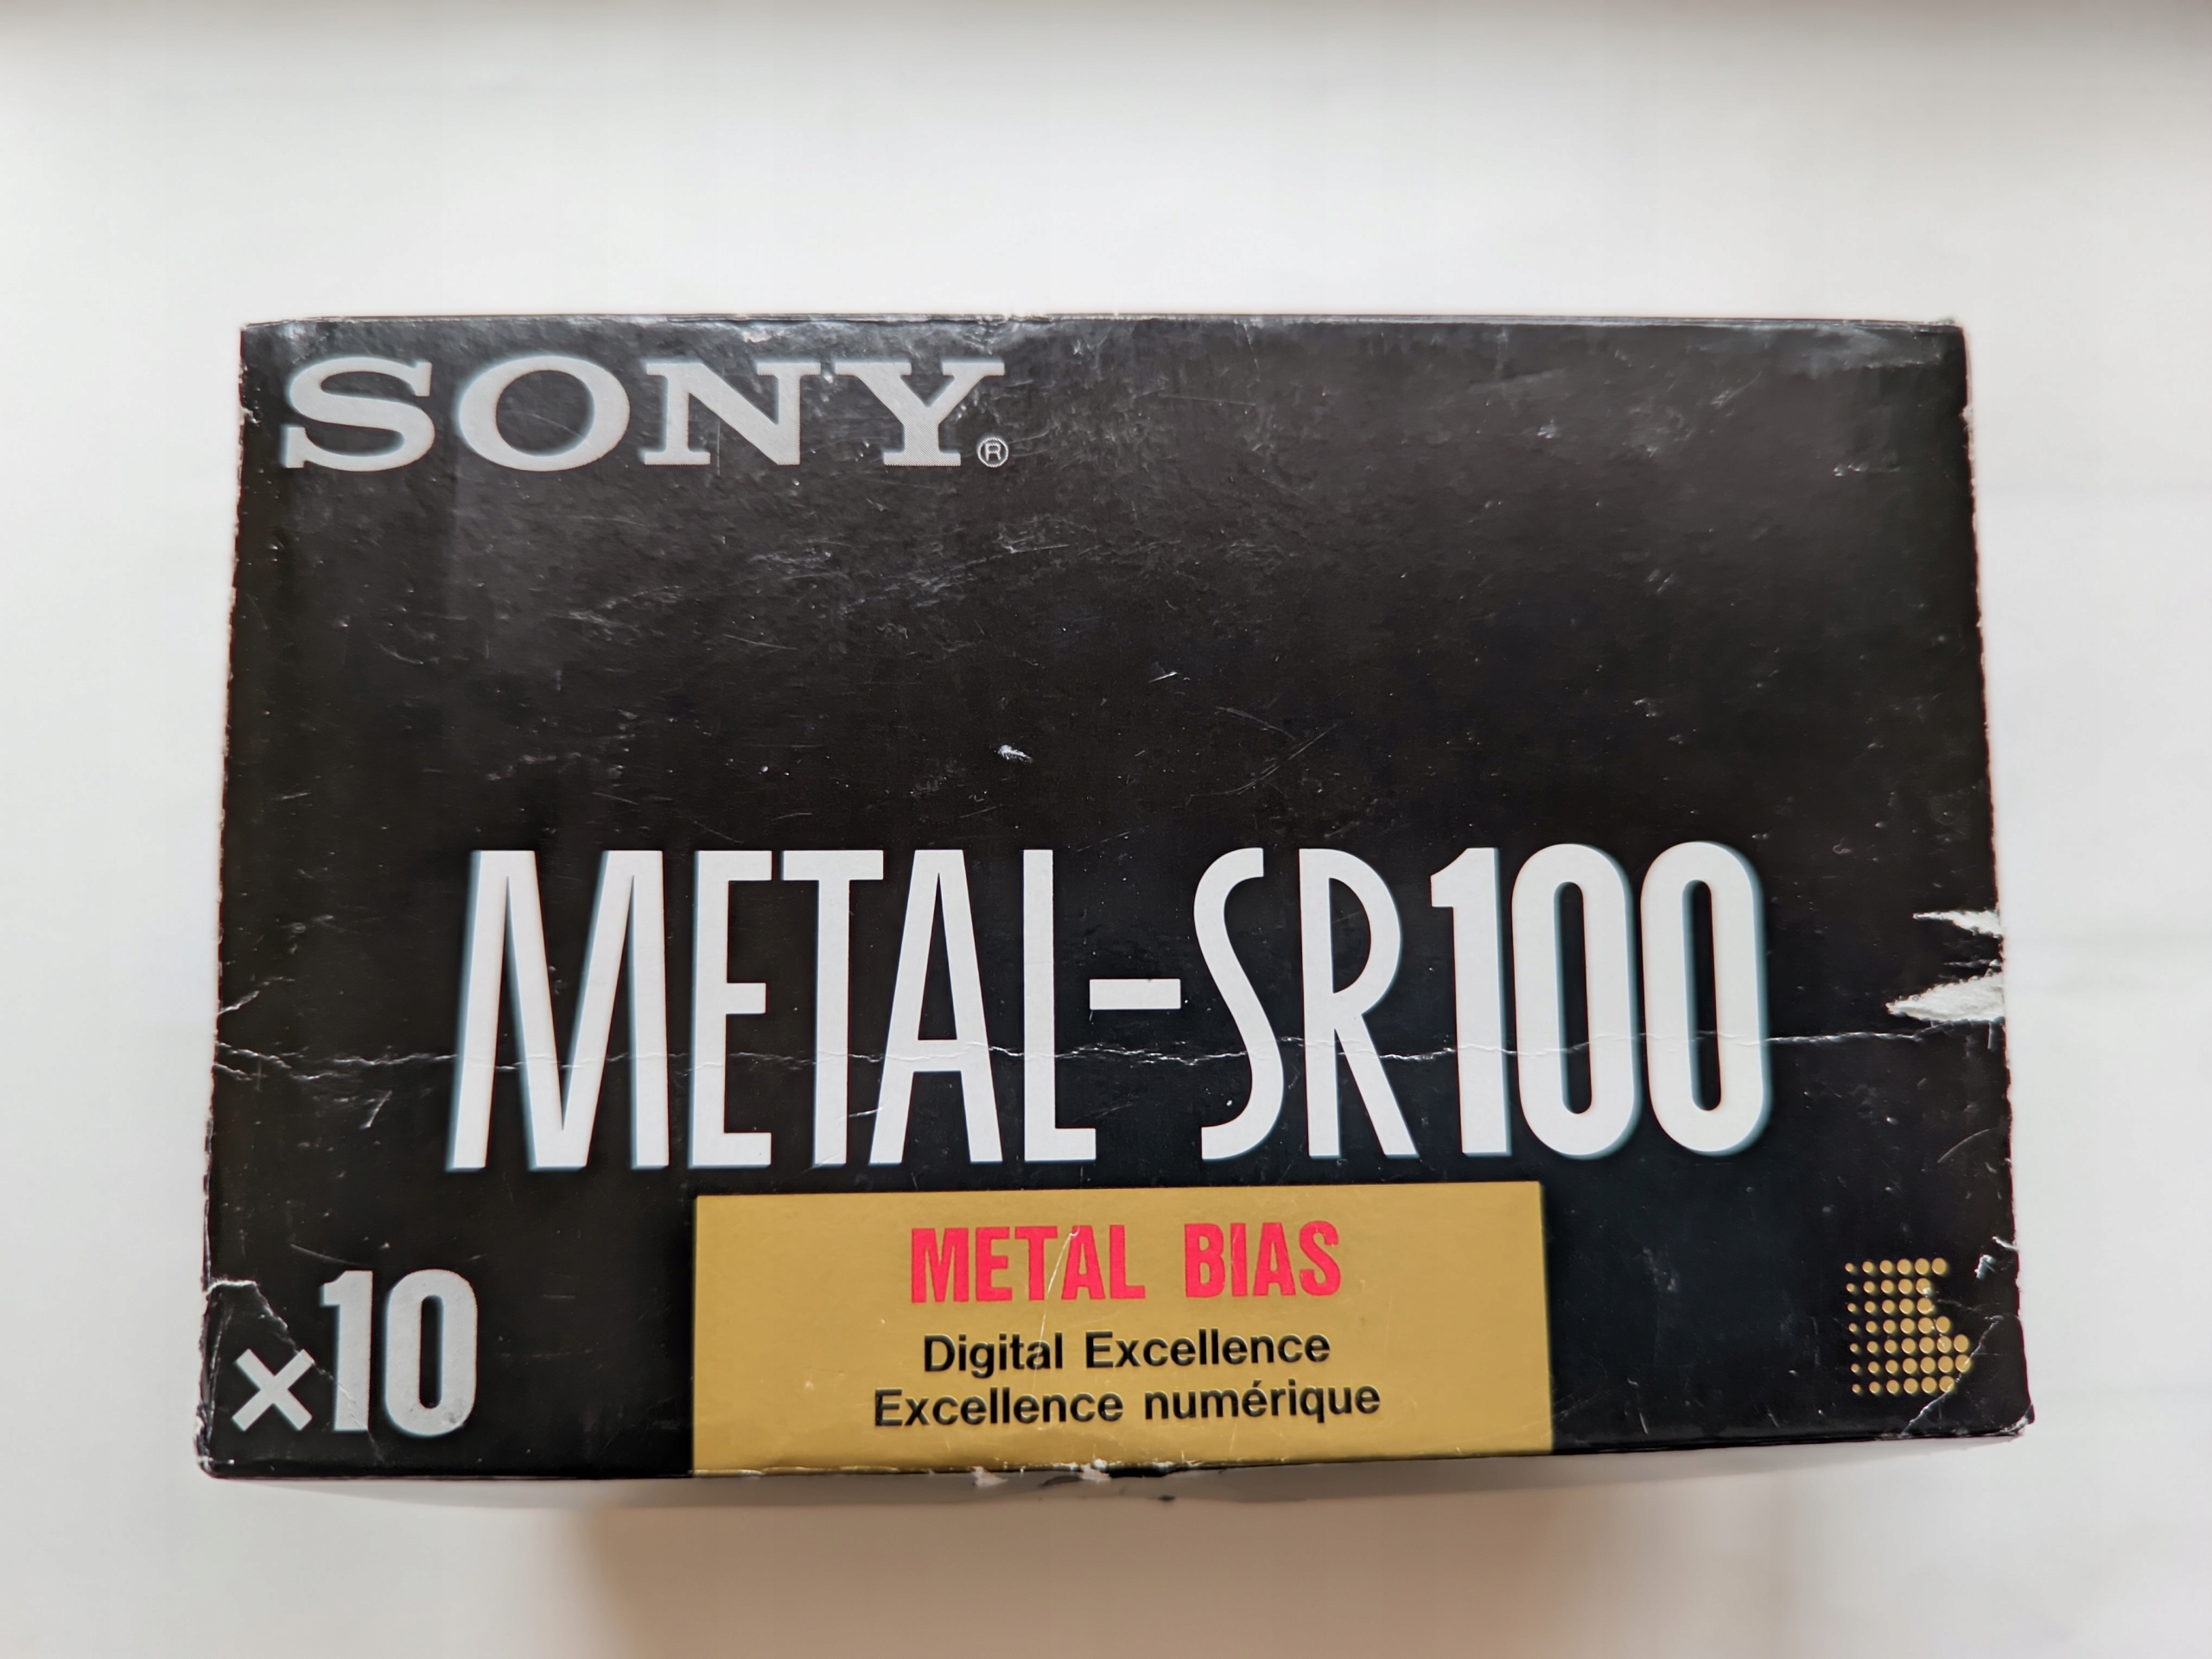 SONY®
METAL-SR100
METAL BIAS
Digital Excellence
Excellence numérique
×10